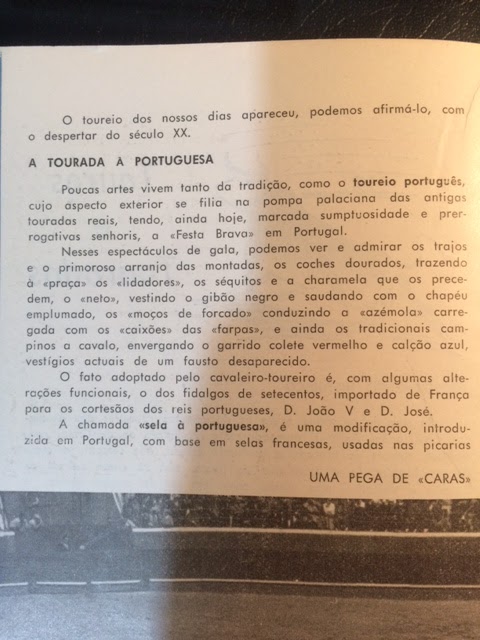 O toureio dos nossos dias apareceu, podemos afirmá-lo, com
o despertar do século XX.
A TOURADA À PORTUGUESA
Poucas artes vivem tanto da tradição, como o toureio português,
cujo aspecto exterior se filia na pompa palaciana das antigas
touradas reais, tendo, ainda hoje, marcada sumptuosidade e prer-
rogativas senhoris, a «Festa Brava» em Portugal.
Nesses espectáculos de gala, podemos ver e admirar os trajos
e o primoroso arranjo das montadas, os coches dourados, trazendo
à «praça» os «lidadores», os séquitos e a charamela que os prece-
dem, o «neto», vestindo o gibão negro e saudando com o chapéu
emplumado, os «moços de forcado» conduzindo a «azémola» carre-
gada com os «caixões» das «farpas», e ainda os tradicionais cam-
pinos a cavalo, envergando o garrido colete vermelho e calção azul,
vestígios actuais de um fausto desaparecido.
O fato adoptado pelo cavaleiro-toureiro é, com algumas alte-
rações funcionais, o dos fidalgos de setecentos, importado de França
para os cortesãos dos reis portugueses, D. João V e D. José.
A chamada «sela à portuguesa», é uma modificação, introdu-
zida em Portugal, com base em selas francesas, usadas nas picarias
UMA PEGA DE «CARAS»